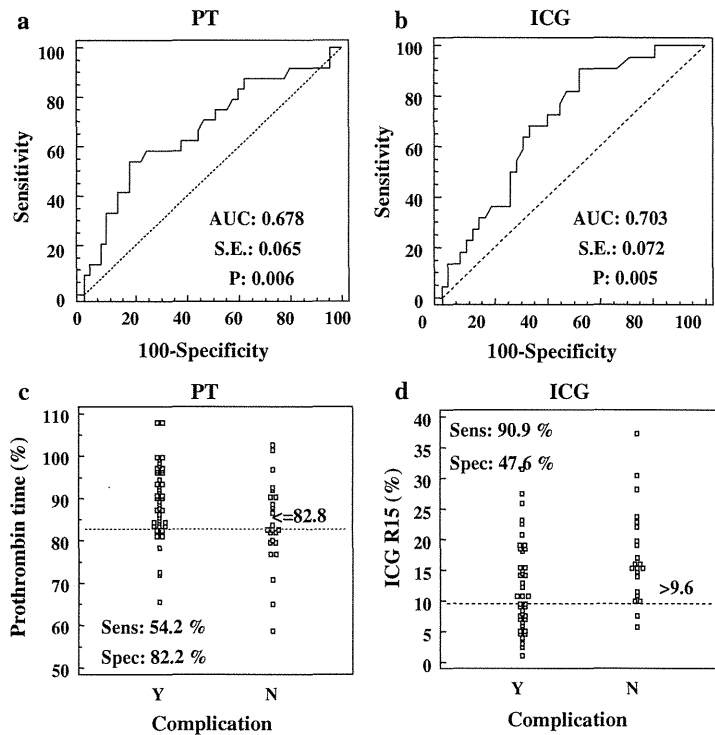 a
PT
100
80
60
40
20
0
Sensitivity
AUC: 0.678
S.E.: 0.065
P: 0.006
0 20 40 60 80 100
100-Specificity
b
ICG
100
80
60
40
20
0
Sensitivity
AUC: 0.703
S.E.: 0.072
P: 0.005
0 20 40 60 80 100
100-Specificity
c
PT
110
100
90
80
70
60
50
Prothrombin time (%)
<=82.8
Sens: 54.2 %
Spec: 82.2 %
Y N
Complication
d
ICG
40
35
30
25
20
15
10
5
0
ICG R15 (%)
Sens: 90.9 %
Spec: 47.6 %
>9.6
Y N
Complication